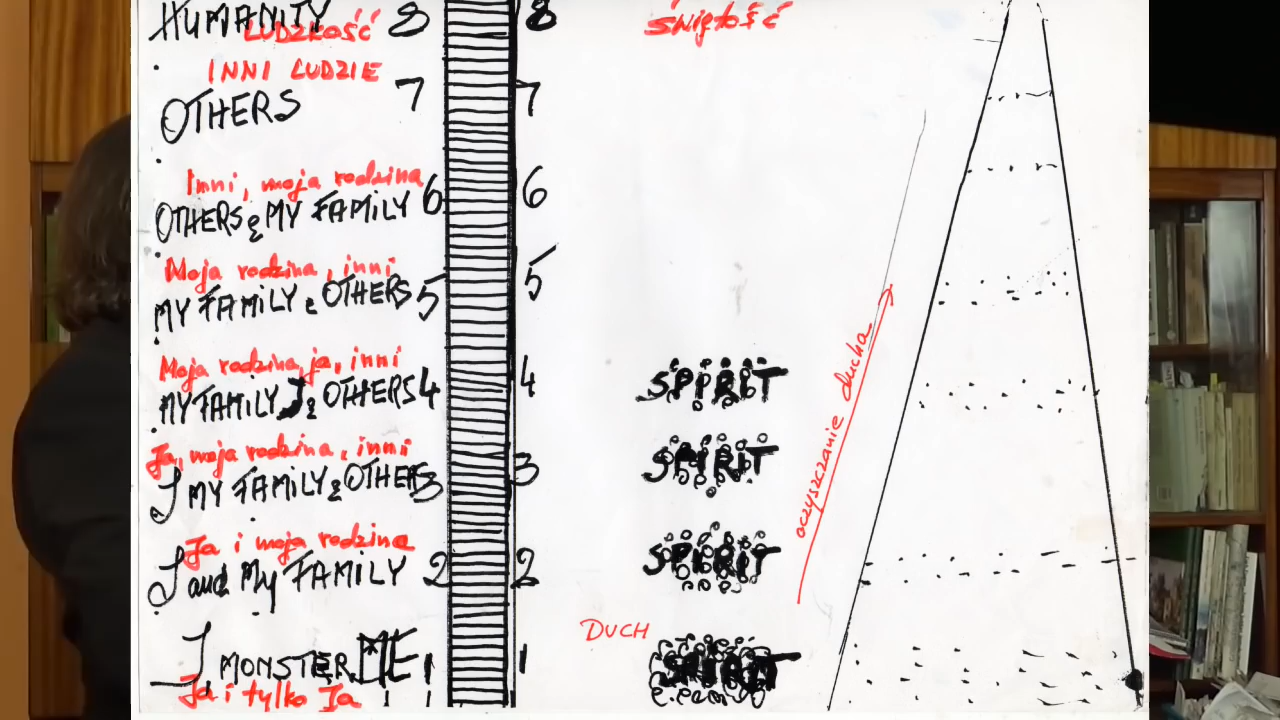 HUMANITY 8 8
LUDZKOŚĆ
ŚWIĘTOŚĆ
INNI LUDZIE
OTHERS 7 7
Inni, moja rodzina
OTHERS & MY FAMILY 6 6
Moja rodzina, inni
MY FAMILY & OTHERS 5 5
Moja rodzina, ja, inni
MY FAMILY I & OTHERS 4 4
SPIRIT
oczyszczanie ducha
Ja, moja rodzina, inni
I MY FAMILY & OTHERS 3 3
SPIRIT
Ja i moja rodzina
I and My FAMILY 2 2
SPIRIT
DUCH
I, MONSTER ME 1 1
SPIRIT
Ja i tylko Ja